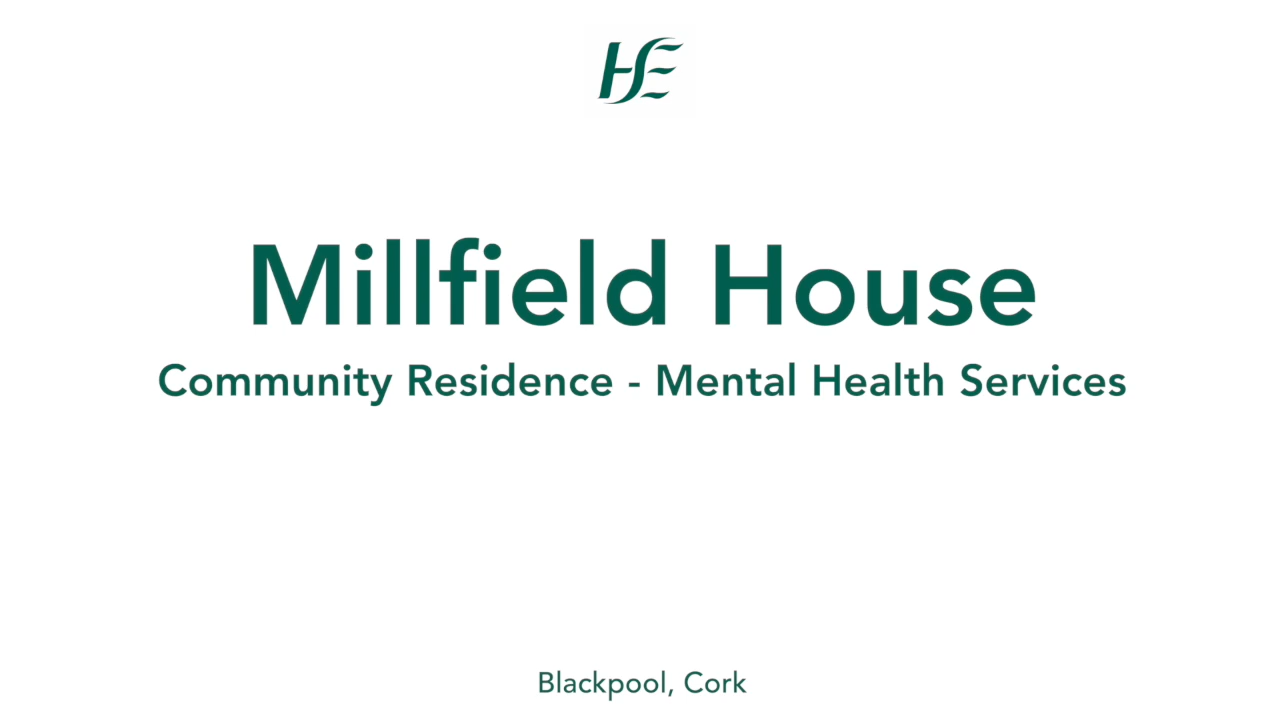 HSE
Millfield House
Community Residence - Mental Health Services
Blackpool, Cork